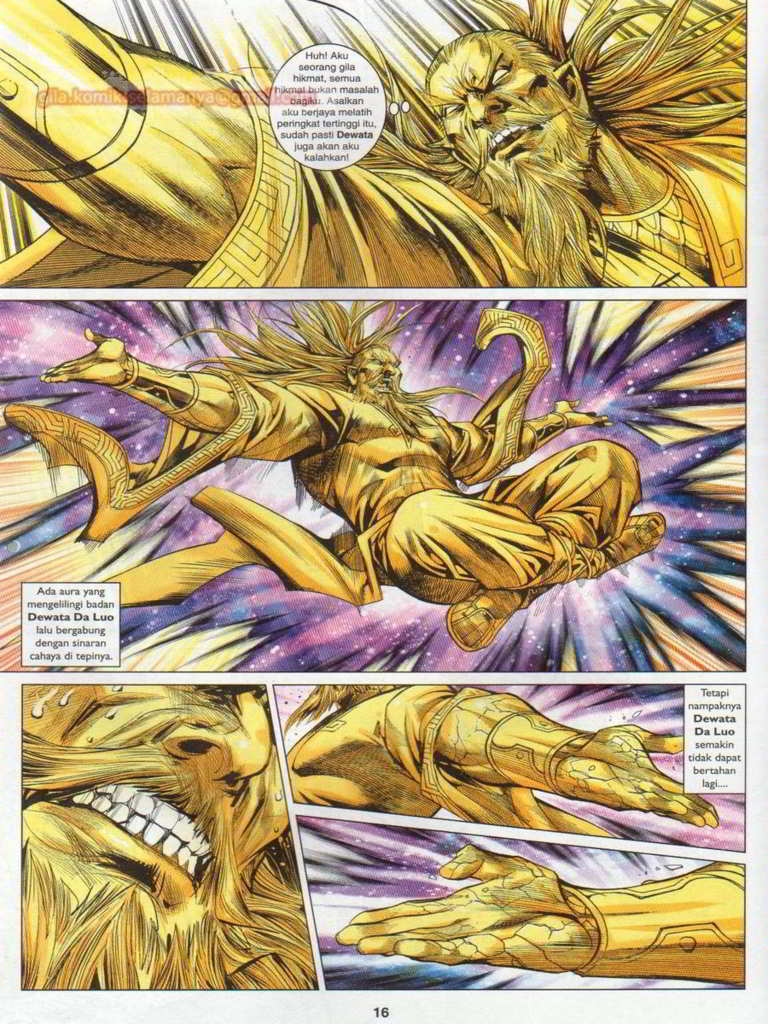 Huh! Aku
seorang gila
hikmat, semua
hikmat bukan masalah
bagiku. Asalkan
aku berjaya melatih
peringkat tertinggi itu,
sudah pasti Dewata
juga akan aku
kalahkan!
gila.komik.selamanya@gmail.com
Ada aura yang
mengelilingi badan
Dewata Da Luo
lalu bergabung
dengan sinaran
cahaya di tepinya.
Tetapi
nampaknya
Dewata
Da Luo
semakin
tidak dapat
bertahan
lagi....
16